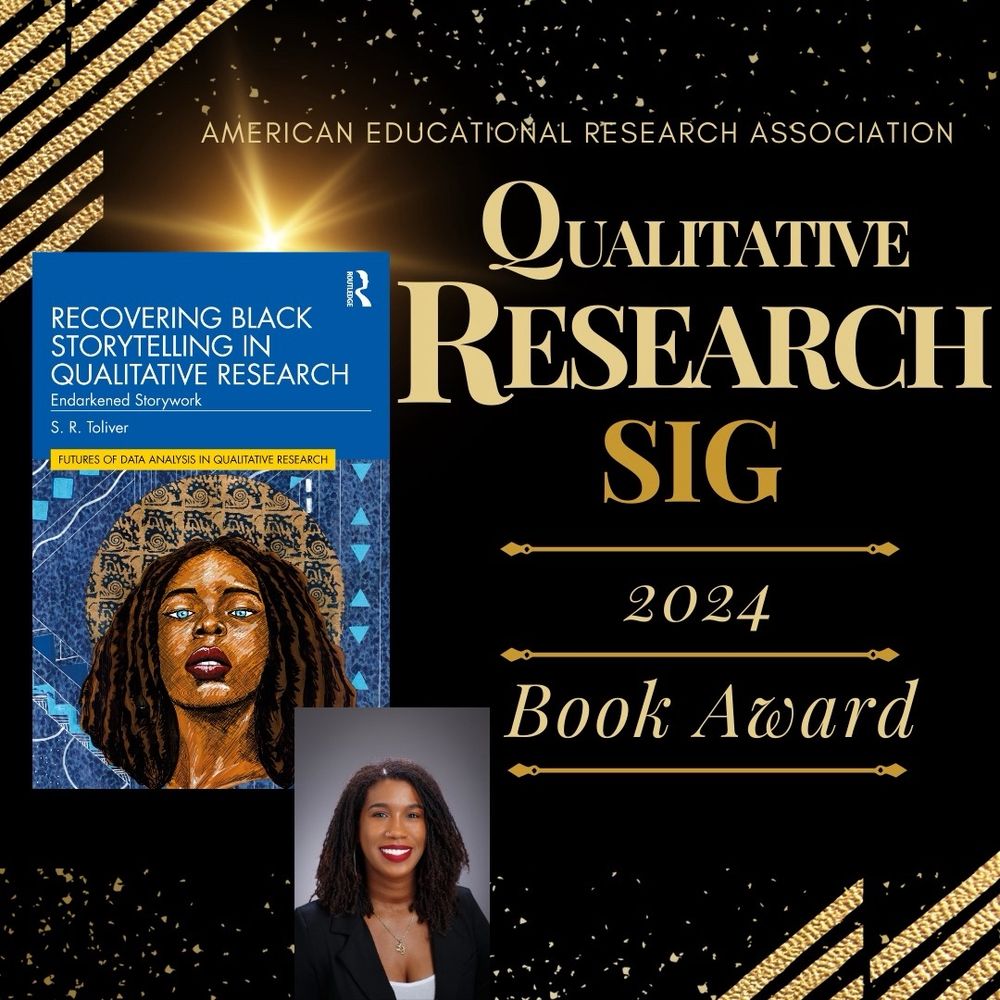 AMERICAN EDUCATIONAL RESEARCH ASSOCIATION
QUALITATIVE
RESEARCH
SIG
2024
Book Award
ROUTLEDGE
RECOVERING BLACK
STORYTELLING IN
QUALITATIVE RESEARCH
Endarkened Storywork
S. R. Toliver
FUTURES OF DATA ANALYSIS IN QUALITATIVE RESEARCH